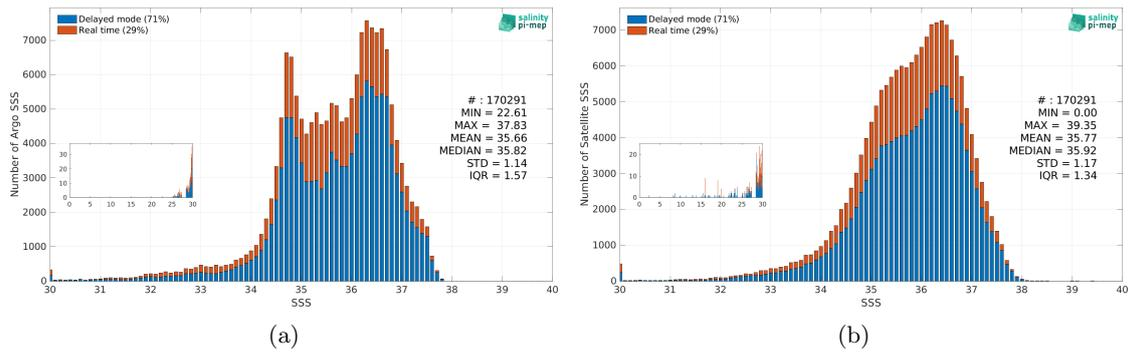 Delayed mode (71%)
Real time (29%)
salinity
pi-mep
Number of Argo SSS
7000
6000
5000
4000
3000
2000
1000
0
# : 170291
MIN = 22.61
MAX = 37.83
MEAN = 35.66
MEDIAN = 35.82
STD = 1.14
IQR = 1.57
30
20
10
0
0 5 10 15 20 25 30
30 31 32 33 34 35 36 37 38 39 40
SSS
(a)
Delayed mode (71%)
Real time (29%)
salinity
pi-mep
Number of Satellite SSS
7000
6000
5000
4000
3000
2000
1000
0
# : 170291
MIN = 0.00
MAX = 39.35
MEAN = 35.77
MEDIAN = 35.92
STD = 1.17
IQR = 1.34
20
10
0
0 5 10 15 20 25 30
30 31 32 33 34 35 36 37 38 39 40
SSS
(b)